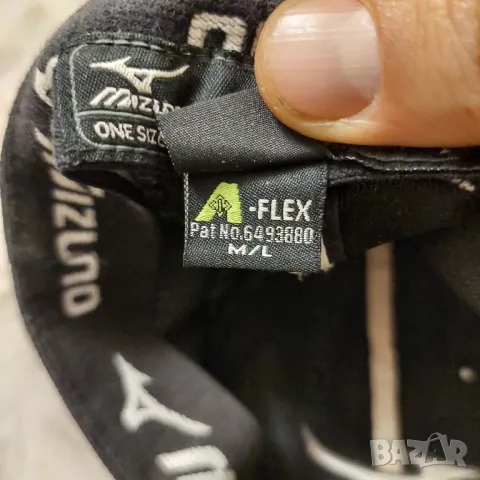 MIZUNO
ONE SIZE
A-FLEX
Pat No.6493880
M/L
MIZUNO
BAZAR